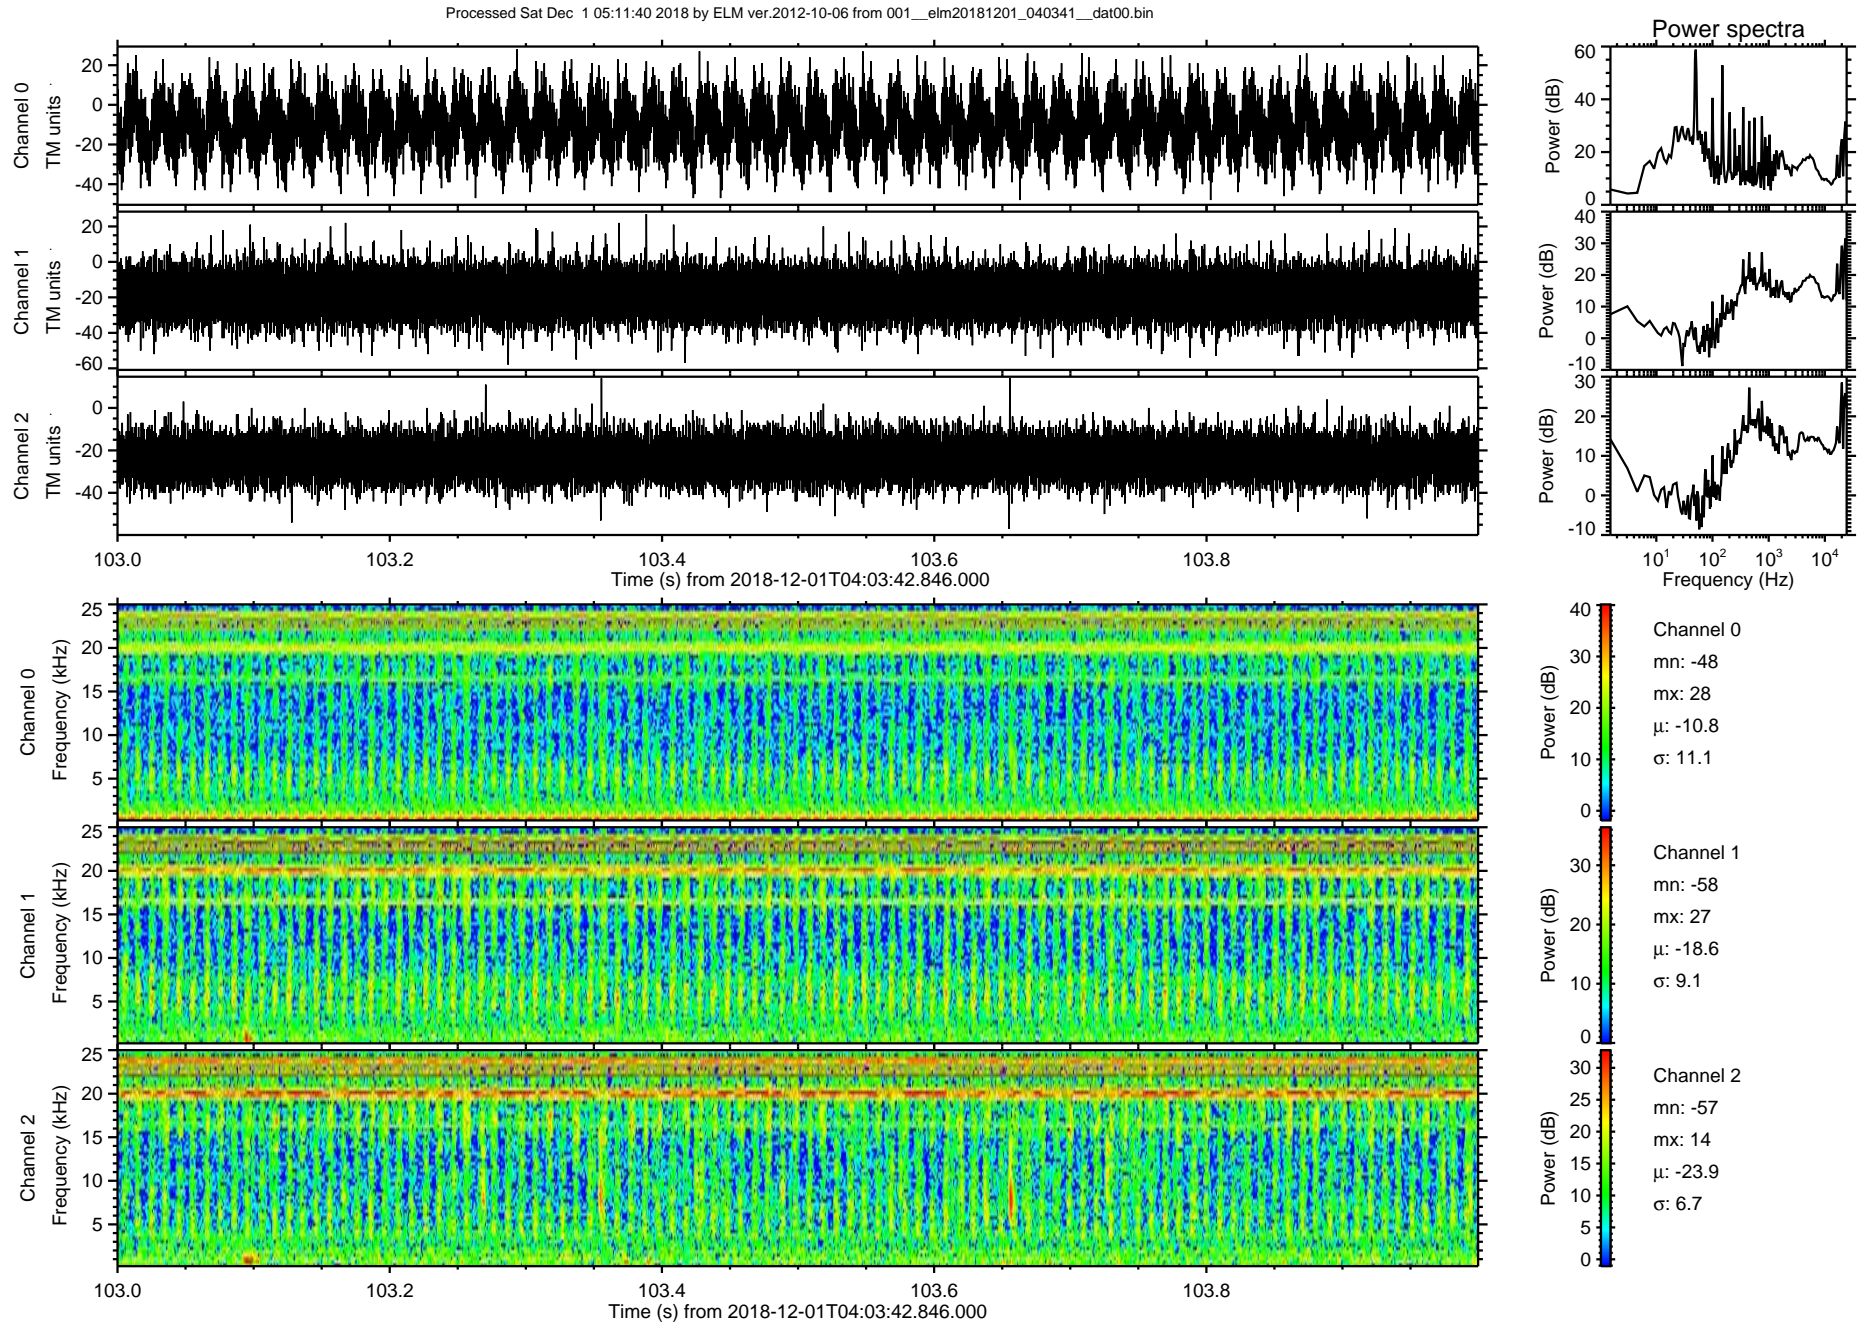 Processed Sat Dec  1 05:11:40 2018 by ELM ver.2012-10-06 from 001__elm20181201_040341__dat00.bin
Power spectra
Channel 0
TM units
20
0
-20
-40
Power (dB)
60
40
20
0
Channel 1
TM units
20
0
-20
-40
-60
Power (dB)
40
30
20
10
0
-10
Channel 2
TM units
0
-20
-40
Power (dB)
30
20
10
0
-10
103.0 103.2 103.4 103.6 103.8
Time (s) from 2018-12-01T04:03:42.846.000
10^1 10^2 10^3 10^4
Frequency (Hz)
Channel 0
Frequency (kHz)
25
20
15
10
5
Power (dB)
40
30
20
10
0
Channel 0
mn: -48
mx: 28
μ: -10.8
σ: 11.1
Channel 1
Frequency (kHz)
25
20
15
10
5
Power (dB)
30
20
10
0
Channel 1
mn: -58
mx: 27
μ: -18.6
σ: 9.1
Channel 2
Frequency (kHz)
25
20
15
10
5
Power (dB)
30
25
20
15
10
5
0
Channel 2
mn: -57
mx: 14
μ: -23.9
σ: 6.7
103.0 103.2 103.4 103.6 103.8
Time (s) from 2018-12-01T04:03:42.846.000